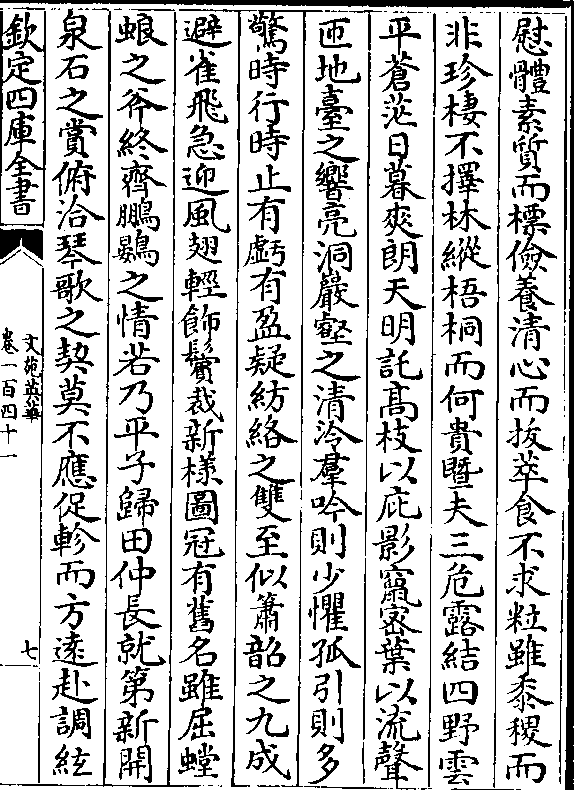 慰體素質而標儉養清心而拔萃食不求粒雖黍稷而
非珍棲不擇林縱梧桐而何貴暨夫三危露結四野雲
平蒼茫日暮爽朗天明託高枝以庇影竄宻葉以流聲
匝地臺之響亮洞巖壑之清泠羣吟則少懼孤引則多
驚時行時止有虧有盈疑紡絡之雙至似簫韶之九成
避雀飛急迎風翅輕飾鬢裁新様圖冠有舊名雖屈螳
蜋之斧終齊鵬鷃之情若乃平子歸田仲長就第新開
泉石之賞俯洽琴歌之契莫不應促軫而方遠赴調絃
欽定四庫全書
文苑英華
卷一百四十一
七